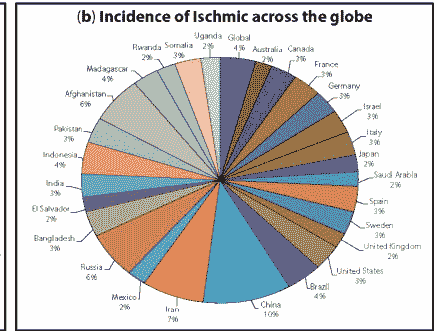 (b) Incidence of Ischmic across the globe
Global
4%
Australia
2%
Canada
3%
France
3%
Germany
3%
Israel
3%
Italy
3%
Japan
2%
Saudi Arabia
2%
Spain
3%
Sweden
3%
United Kingdom
2%
United States
3%
Brazil
4%
China
10%
Iran
7%
Mexico
2%
Russia
6%
Bangladesh
3%
El Salvador
2%
India
3%
Indonesia
4%
Pakistan
3%
Afghanistan
6%
Madagascar
4%
Rwanda
2%
Somalia
3%
Uganda
2%